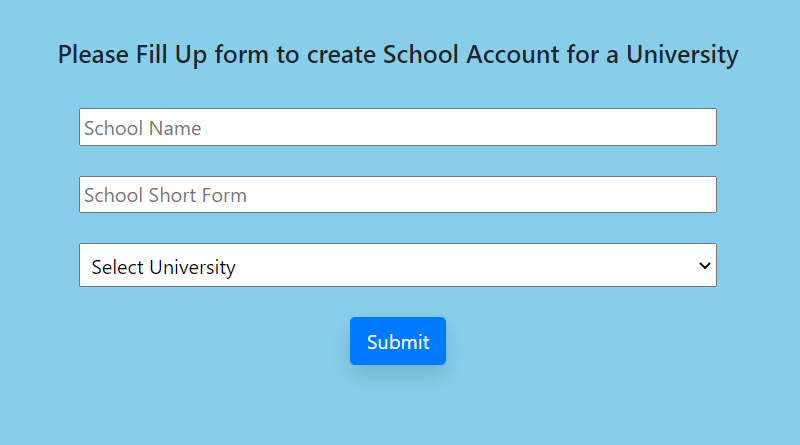 Please Fill Up form to create School Account for a University
School Name
School Short Form
Select University
Submit